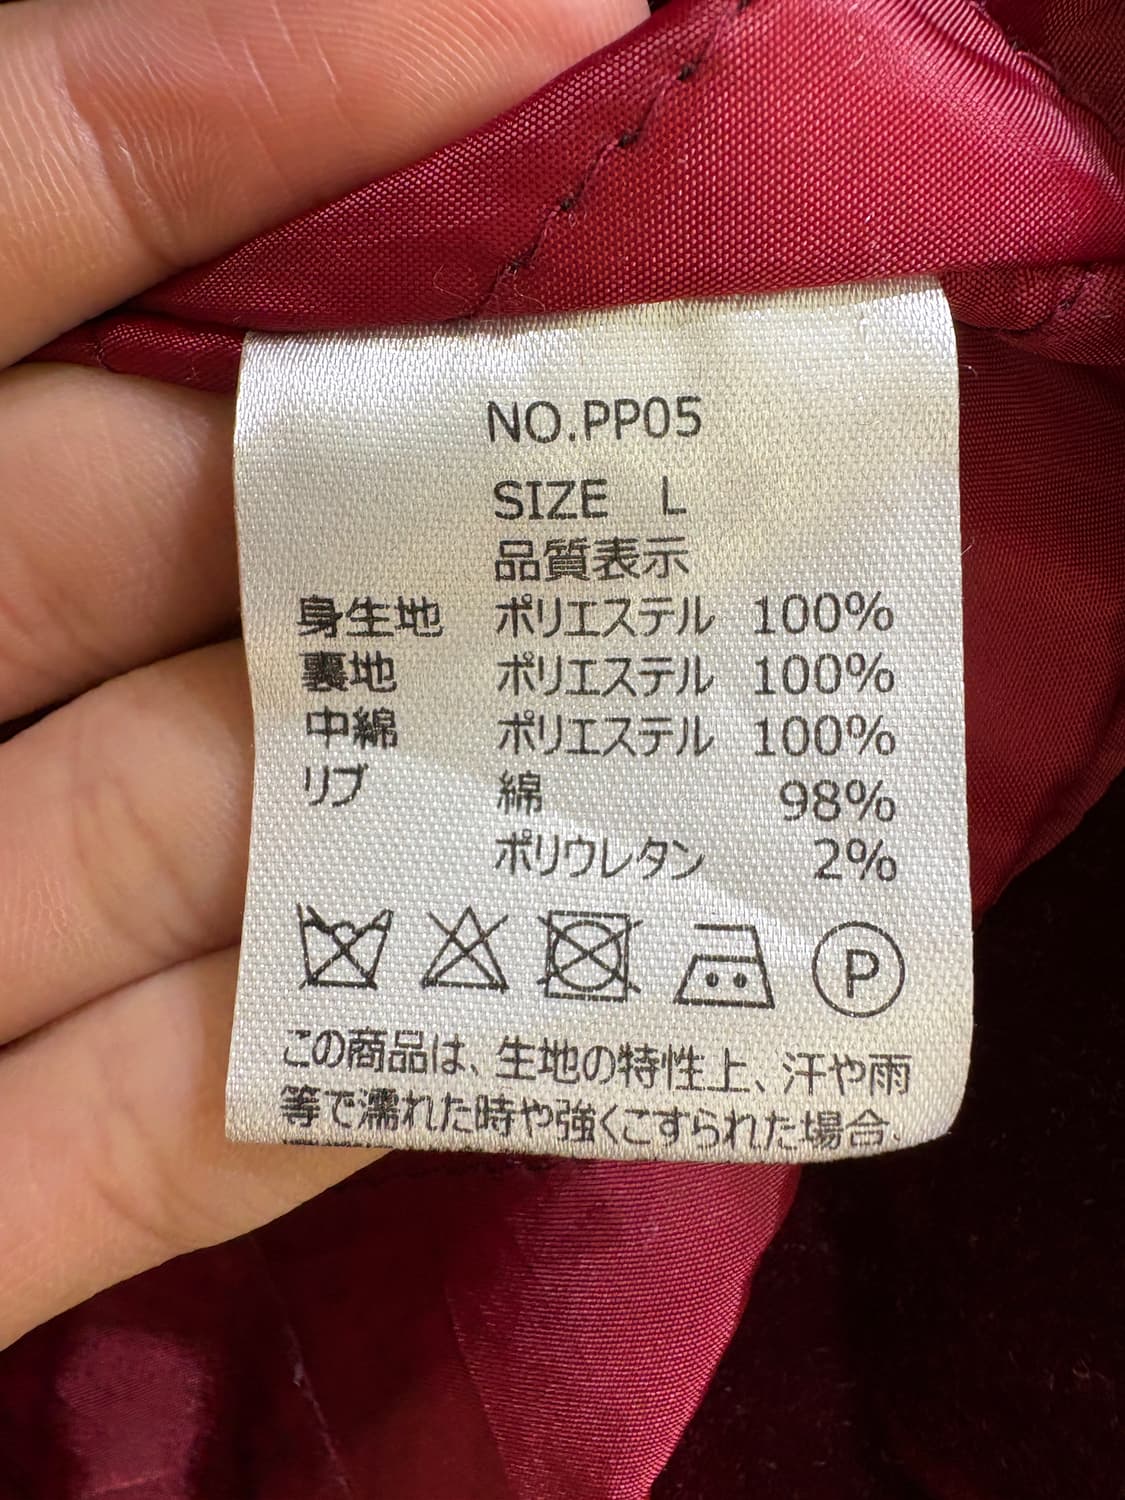 NO.PP05
SIZE L
品質表示
身生地 ポリエステル 100%
裏地 ポリエステル 100%
中綿 ポリエステル 100%
リブ 綿 98%
ポリウレタン 2%
P
この商品は、生地の特性上、汗や雨
等で濡れた時や強くこすられた場合、